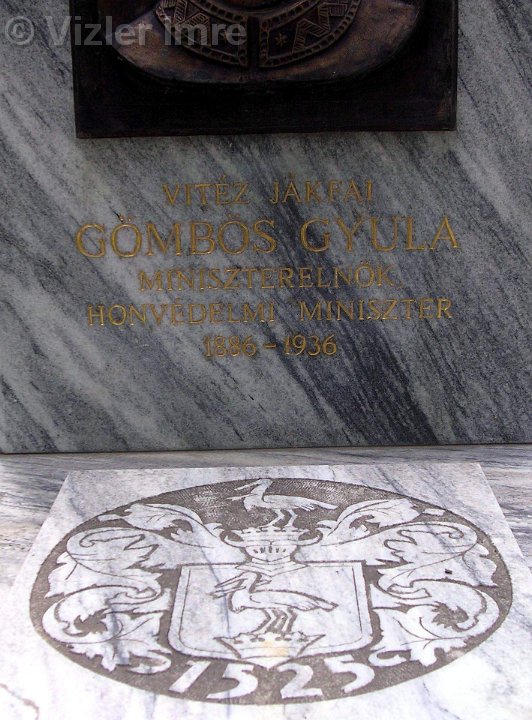 © Vizler Imre
VITÉZ JÁKFAI
GÖMBÖS GYULA
MINISZTERELNÖK,
HONVÉDELMI MINISZTER
1886 - 1936
1525